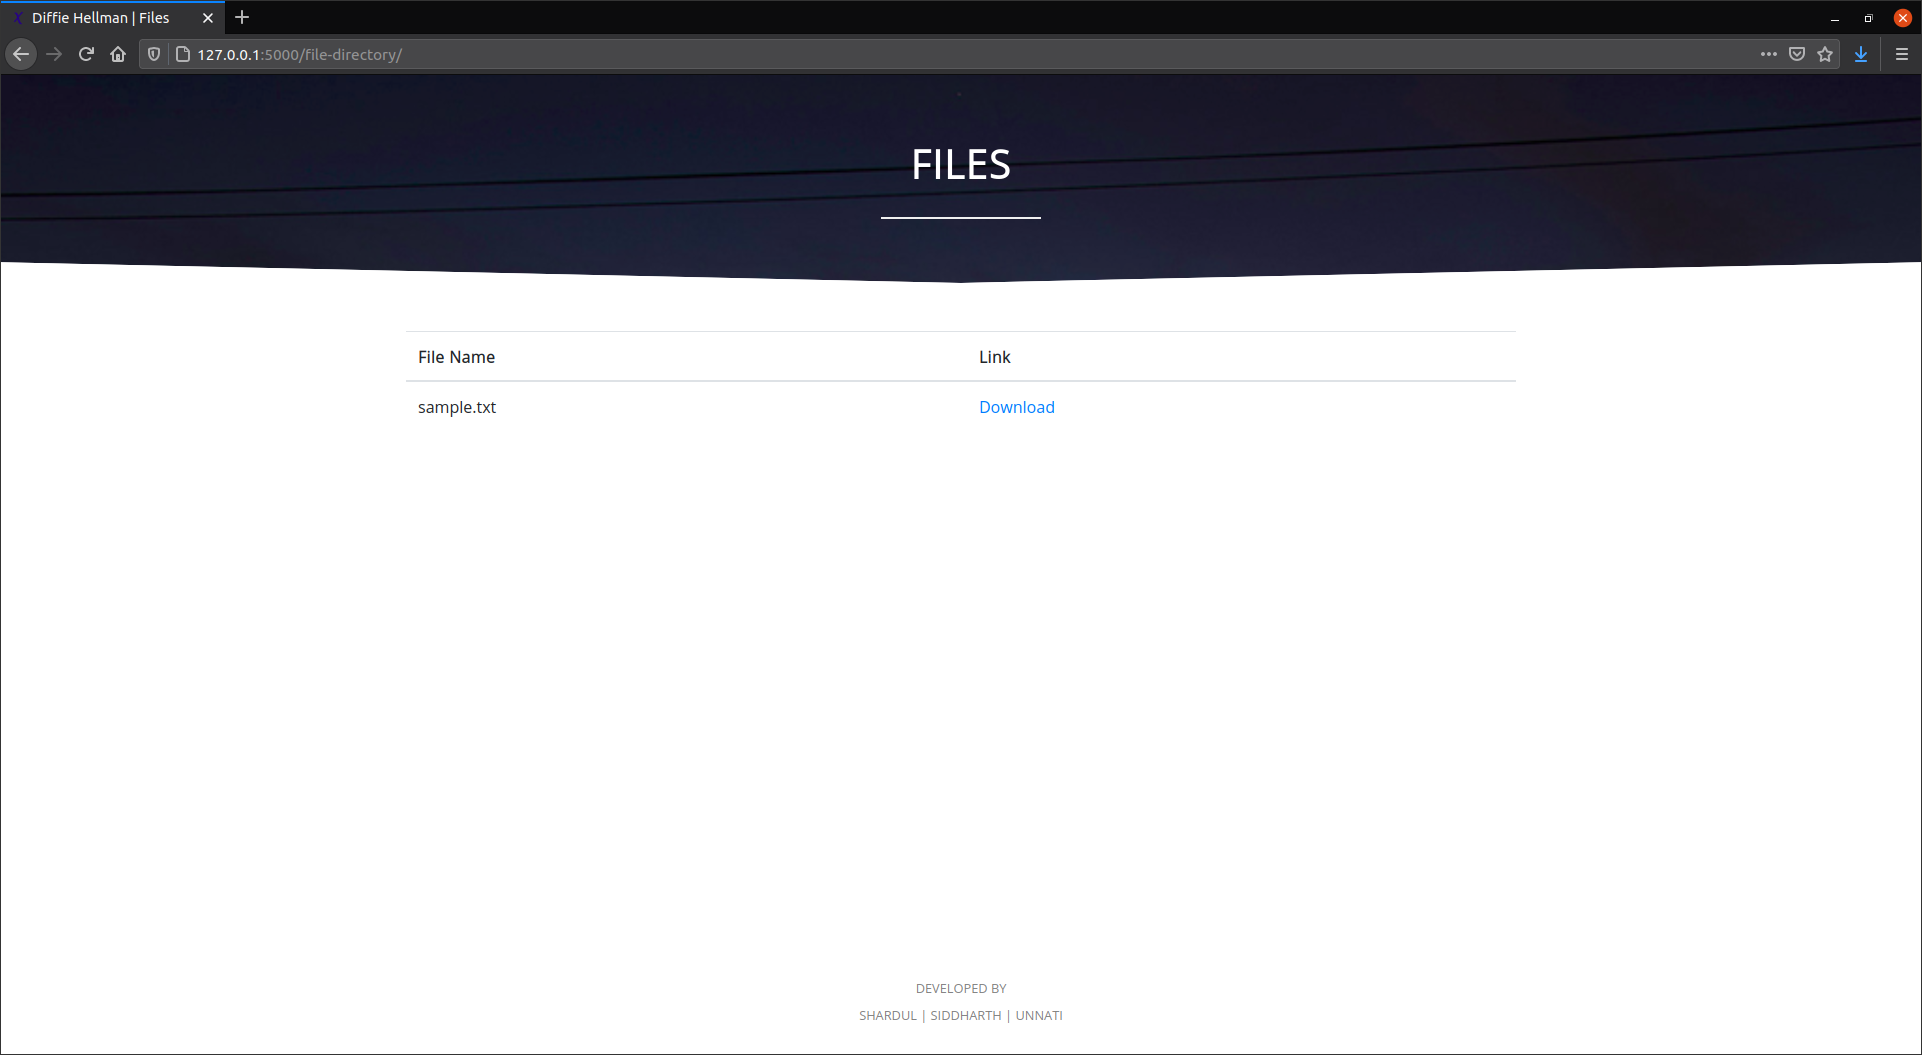 Diffie Hellman | Files
127.0.0.1:5000/file-directory/
FILES
File Name Link
sample.txt Download
DEVELOPED BY
SHARDUL | SIDDHARTH | UNNATI